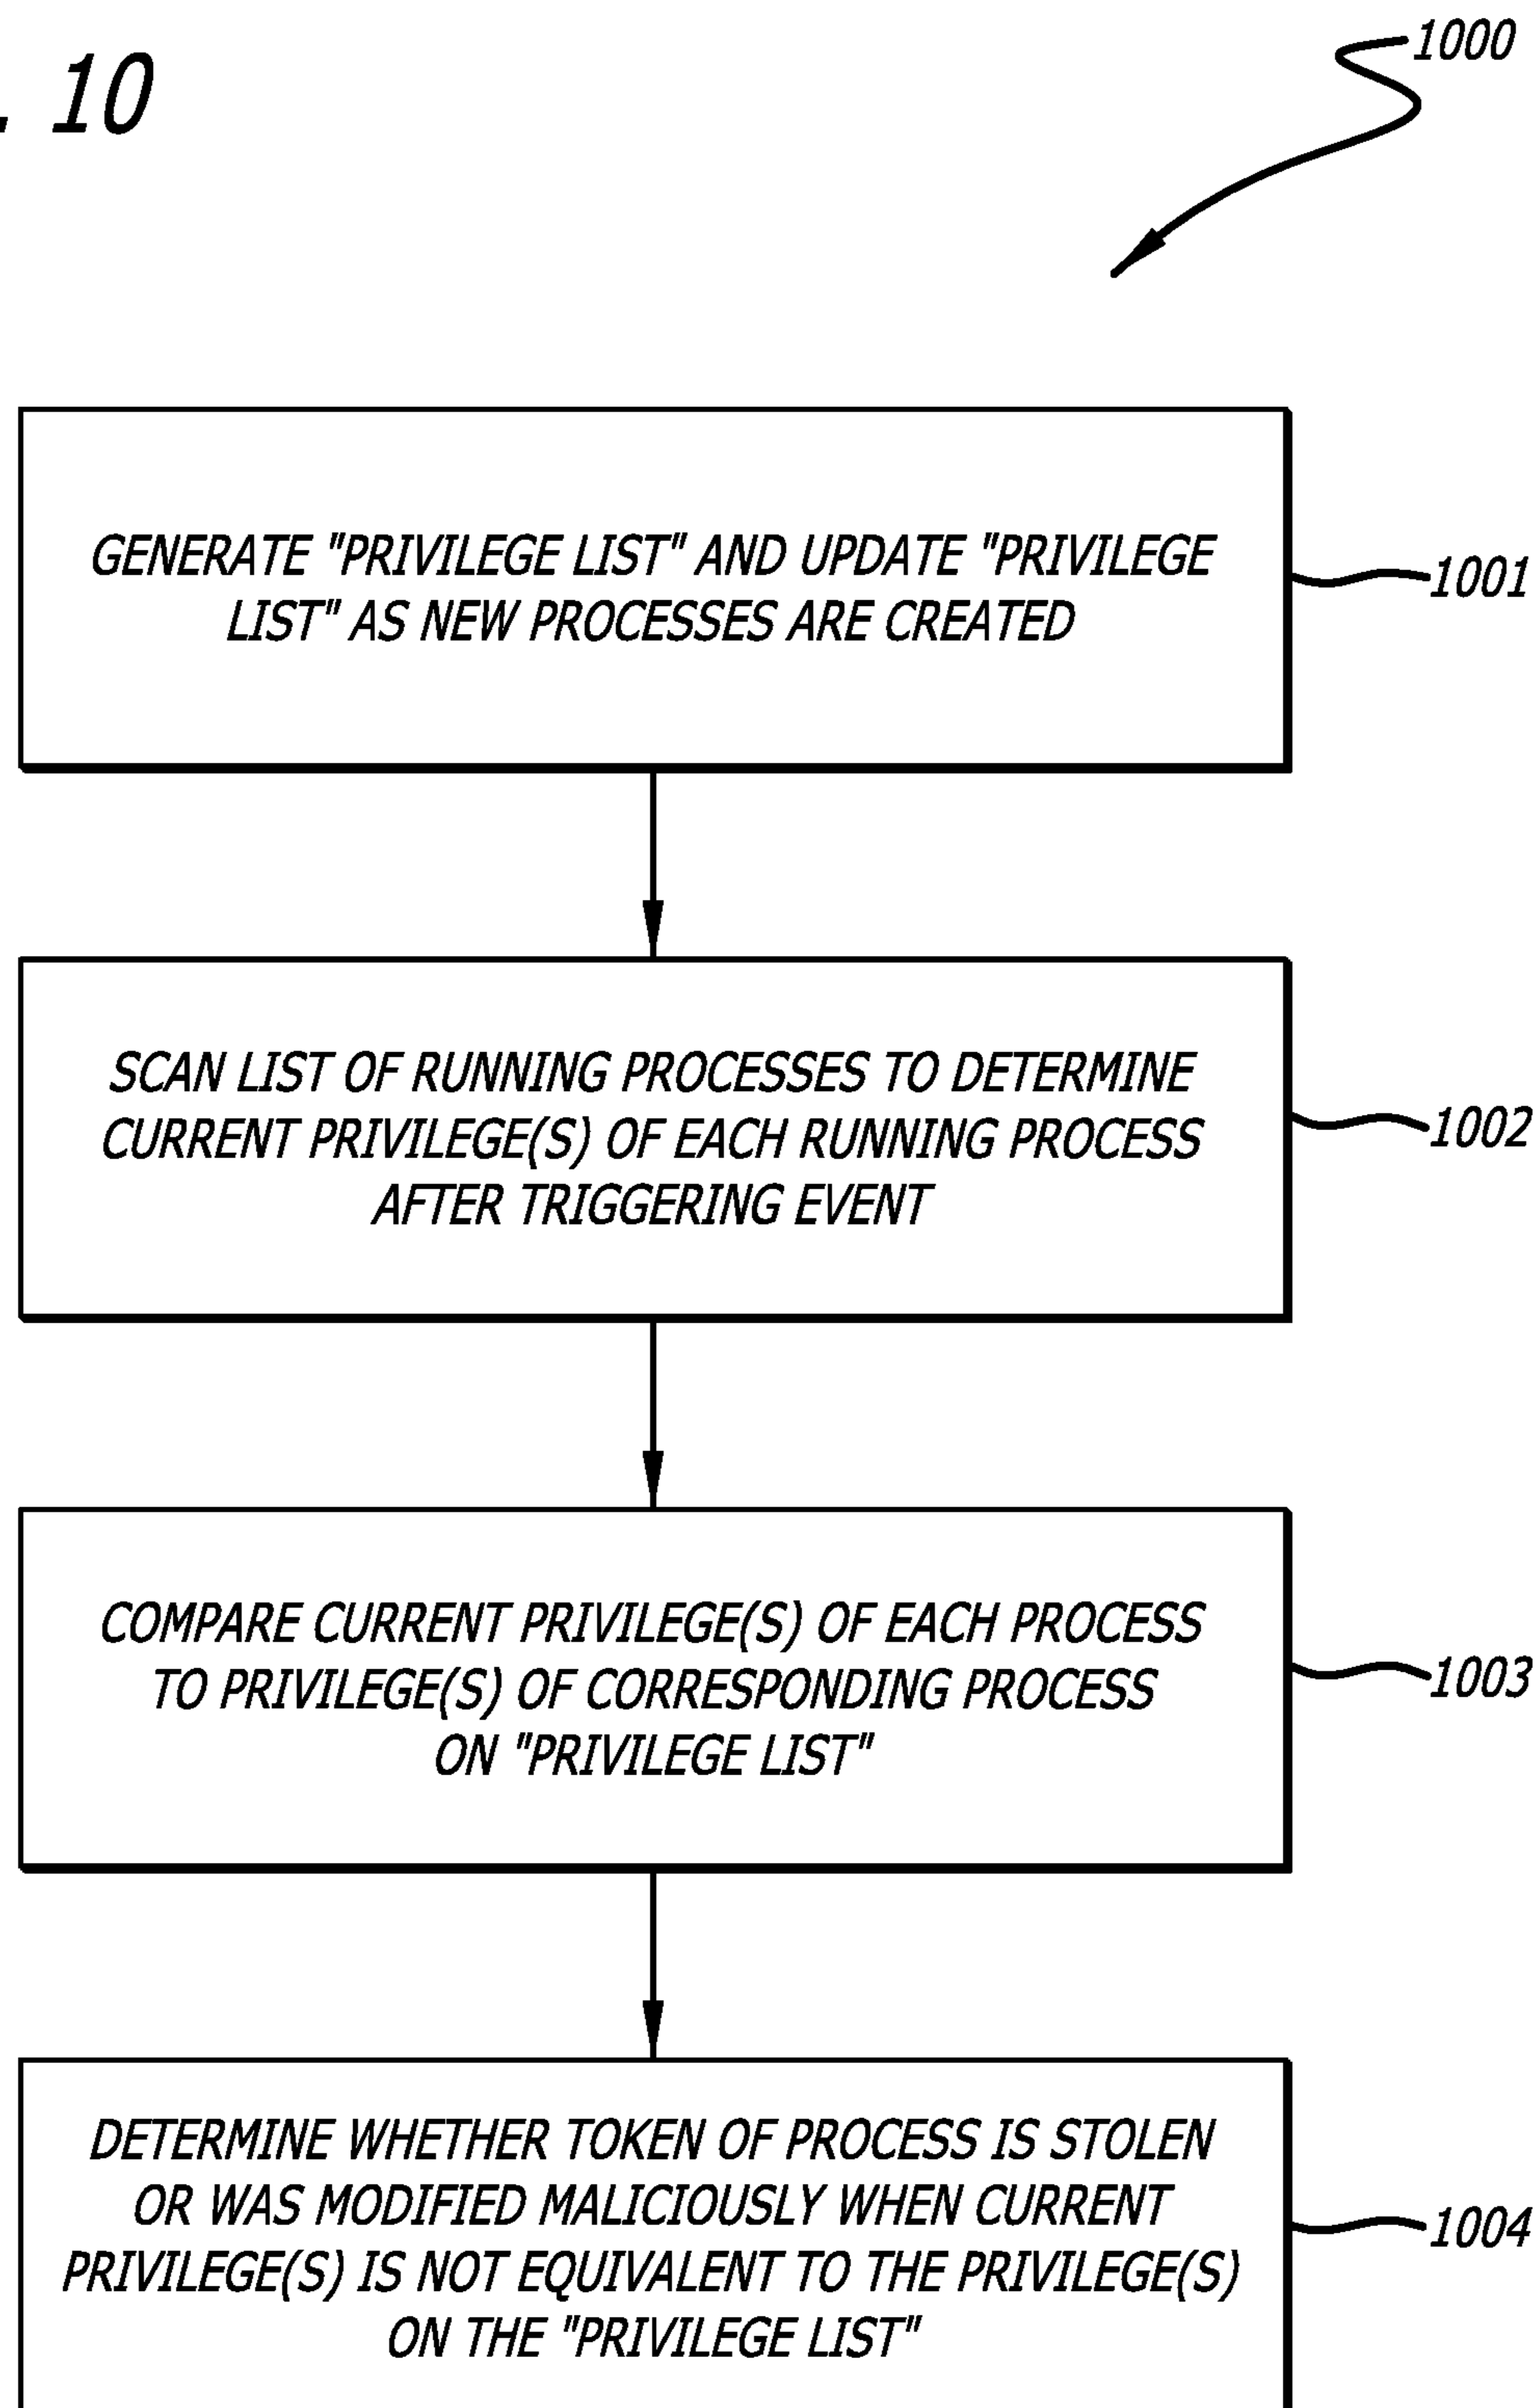 . 10
1000
GENERATE "PRIVILEGE LIST" AND UPDATE "PRIVILEGE
LIST" AS NEW PROCESSES ARE CREATED
1001
SCAN LIST OF RUNNING PROCESSES TO DETERMINE
CURRENT PRIVILEGE(S) OF EACH RUNNING PROCESS
AFTER TRIGGERING EVENT
1002
COMPARE CURRENT PRIVILEGE(S) OF EACH PROCESS
TO PRIVILEGE(S) OF CORRESPONDING PROCESS
ON "PRIVILEGE LIST"
1003
DETERMINE WHETHER TOKEN OF PROCESS IS STOLEN
OR WAS MODIFIED MALICIOUSLY WHEN CURRENT
PRIVILEGE(S) IS NOT EQUIVALENT TO THE PRIVILEGE(S)
ON THE "PRIVILEGE LIST"
1004